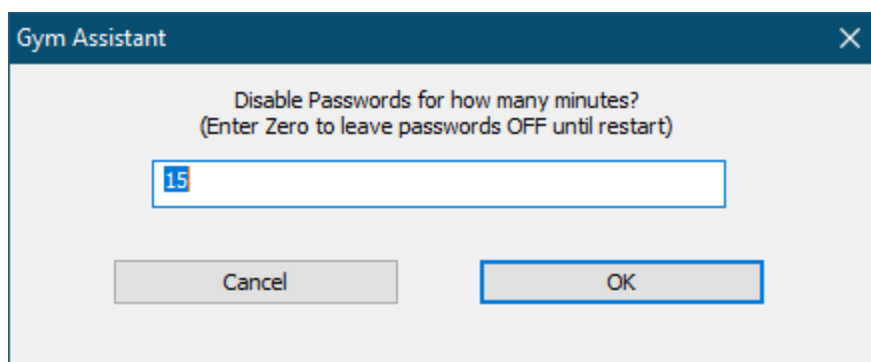 Gym Assistant
Disable Passwords for how many minutes?
(Enter Zero to leave passwords OFF until restart)
15
Cancel OK